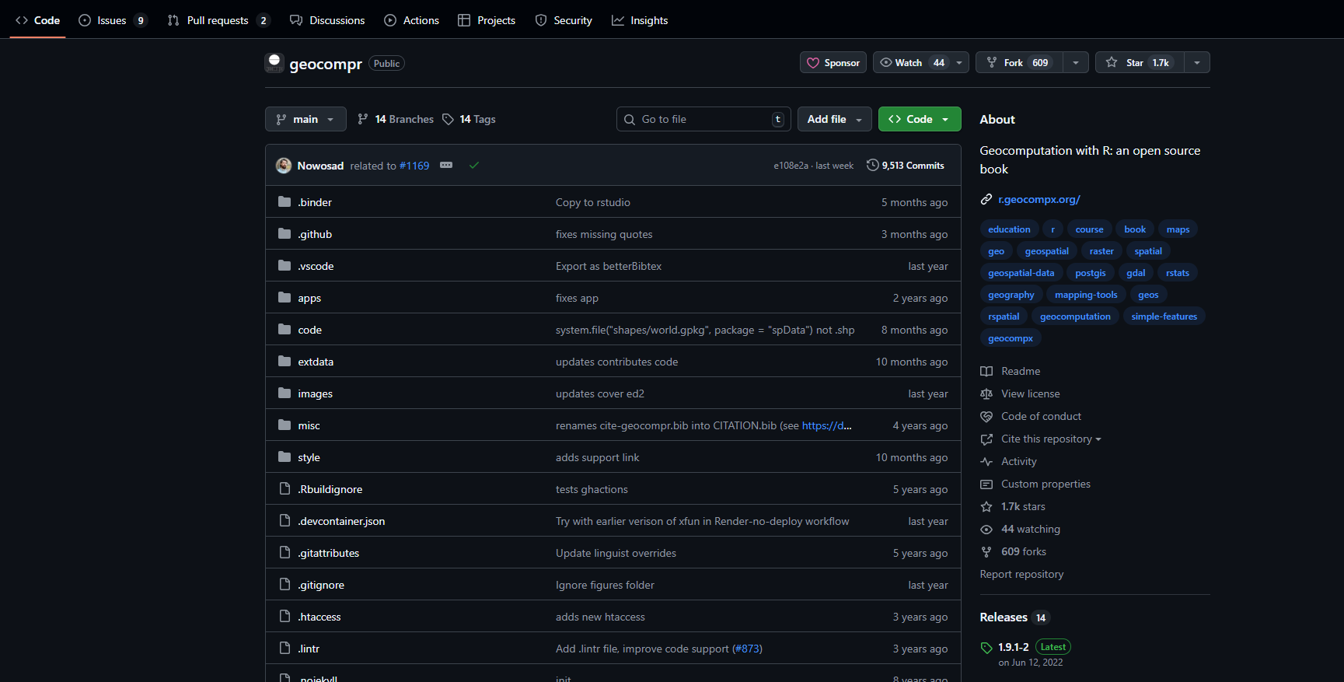 Code Issues 9 Pull requests 2 Discussions Actions Projects Security Insights
geocompr Public Sponsor Watch 44 Fork 609 Star 1.7k
main 14 Branches 14 Tags Go to file t Add file Code
Nowosad related to #1169 e108e2a · last week 9,513 Commits
.binder Copy to rstudio 5 months ago
.github fixes missing quotes 3 months ago
.vscode Export as betterBibtex last year
apps fixes app 2 years ago
code system.file("shapes/world.gpkg", package = "spData") not .shp 8 months ago
extdata updates contributes code 10 months ago
images updates cover ed2 last year
misc renames cite-geocompr.bib into CITATION.bib (see https://d... 4 years ago
style adds support link 10 months ago
.Rbuildignore tests ghactions 5 years ago
.devcontainer.json Try with earlier verison of xfun in Render-no-deploy workflow last year
.gitattributes Update linguist overrides 5 years ago
.gitignore Ignore figures folder last year
.htaccess adds new htaccess 3 years ago
.lintr Add .lintr file, improve code support (#873) 3 years ago
.nojekyll init 8 years ago
About
Geocomputation with R: an open source
book
r.geocompx.org/
education r course book maps
geo geospatial raster spatial
geospatial-data postgis gdal rstats
geography mapping-tools geos
rspatial geocomputation simple-features
geocompx
Readme
View license
Code of conduct
Cite this repository
Activity
Custom properties
1.7k stars
44 watching
609 forks
Report repository
Releases 14
1.9.1-2 Latest
on Jun 12, 2022